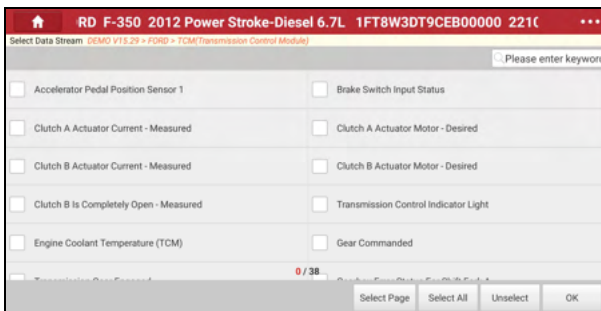 RD F-350 2012 Power Stroke-Diesel 6.7L 1FT8W3DT9CEB00000 221(
Select Data Stream DEMO V15.29 > FORD > TCM(Transmission Control Module)
Please enter keyword
Accelerator Pedal Position Sensor 1
Brake Switch Input Status
Clutch A Actuator Current - Measured
Clutch A Actuator Motor - Desired
Clutch B Actuator Current - Measured
Clutch B Actuator Motor - Desired
Clutch B Is Completely Open - Measured
Transmission Control Indicator Light
Engine Coolant Temperature (TCM)
Gear Commanded
0 / 38
Select Page
Select All
Unselect
OK